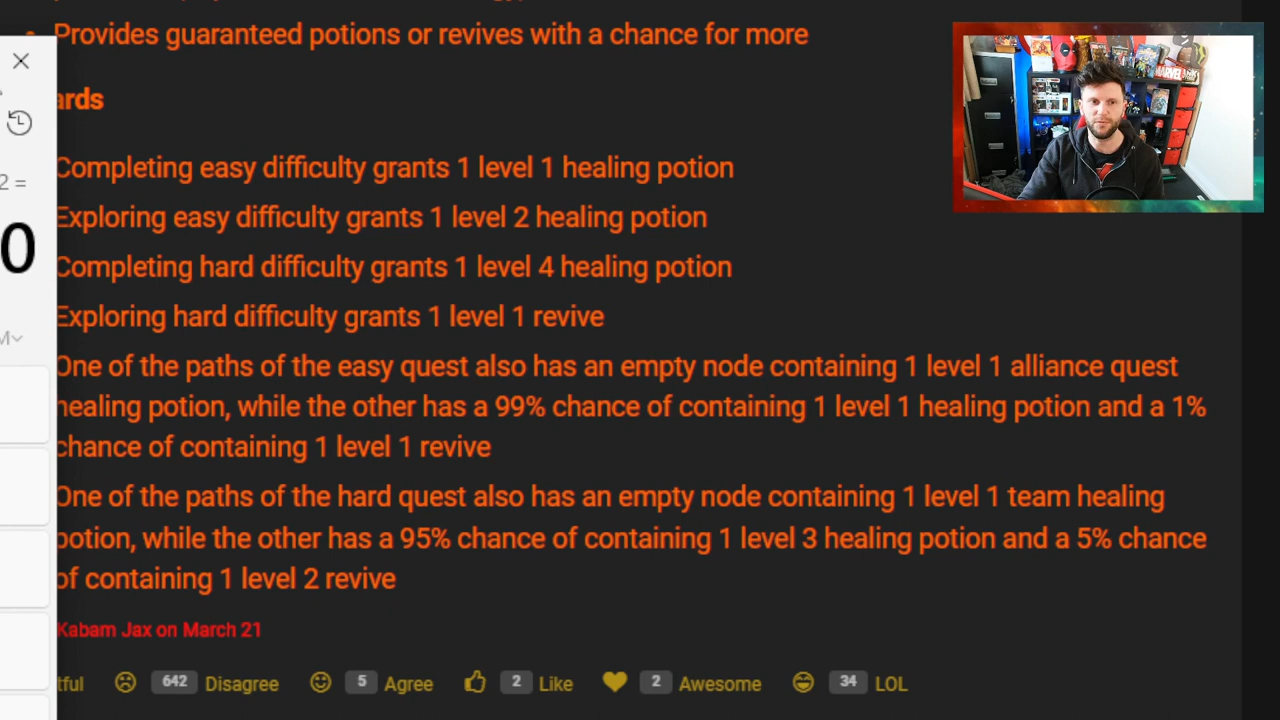 Provides guaranteed potions or revives with a chance for more
ards
Completing easy difficulty grants 1 level 1 healing potion
Exploring easy difficulty grants 1 level 2 healing potion
2 =
0
Completing hard difficulty grants 1 level 4 healing potion
Exploring hard difficulty grants 1 level 1 revive
M
One of the paths of the easy quest also has an empty node containing 1 level 1 alliance quest
healing potion, while the other has a 99% chance of containing 1 level 1 healing potion and a 1%
chance of containing 1 level 1 revive
One of the paths of the hard quest also has an empty node containing 1 level 1 team healing
potion, while the other has a 95% chance of containing 1 level 3 healing potion and a 5% chance
of containing 1 level 2 revive
Kabam Jax on March 21
tful 642 Disagree 5 Agree 2 Like 2 Awesome 34 LOL
MARVEL